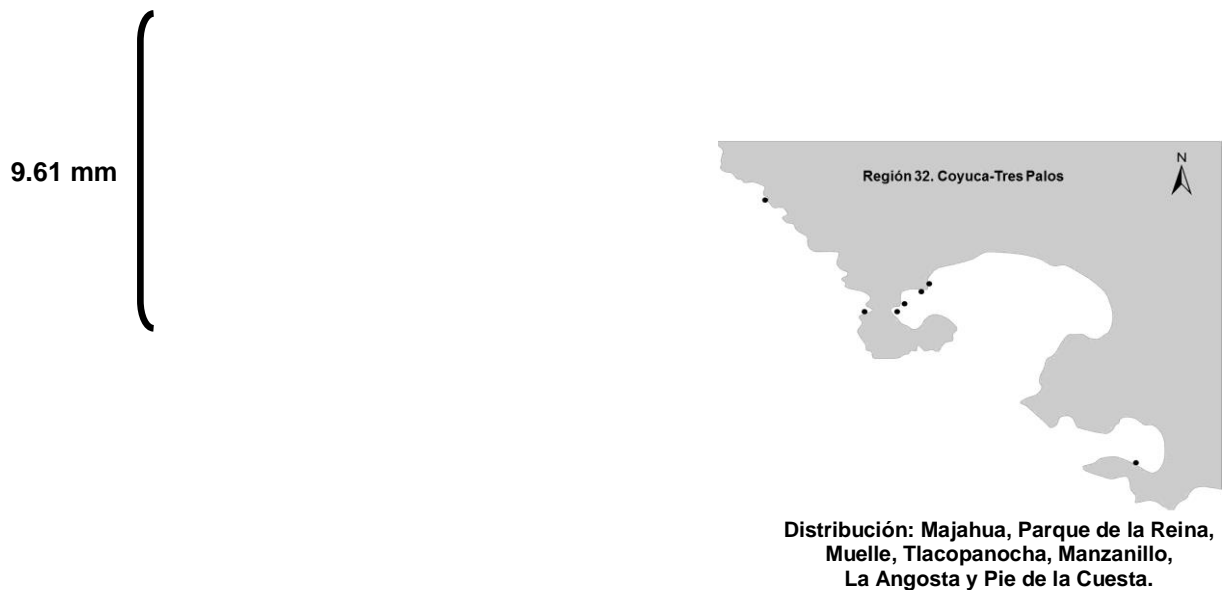 9.61 mm
Región 32. Coyuca-Tres Palos
N
Distribución: Majahua, Parque de la Reina,
Muelle, Tlacopanocha, Manzanillo,
La Angosta y Pie de la Cuesta.